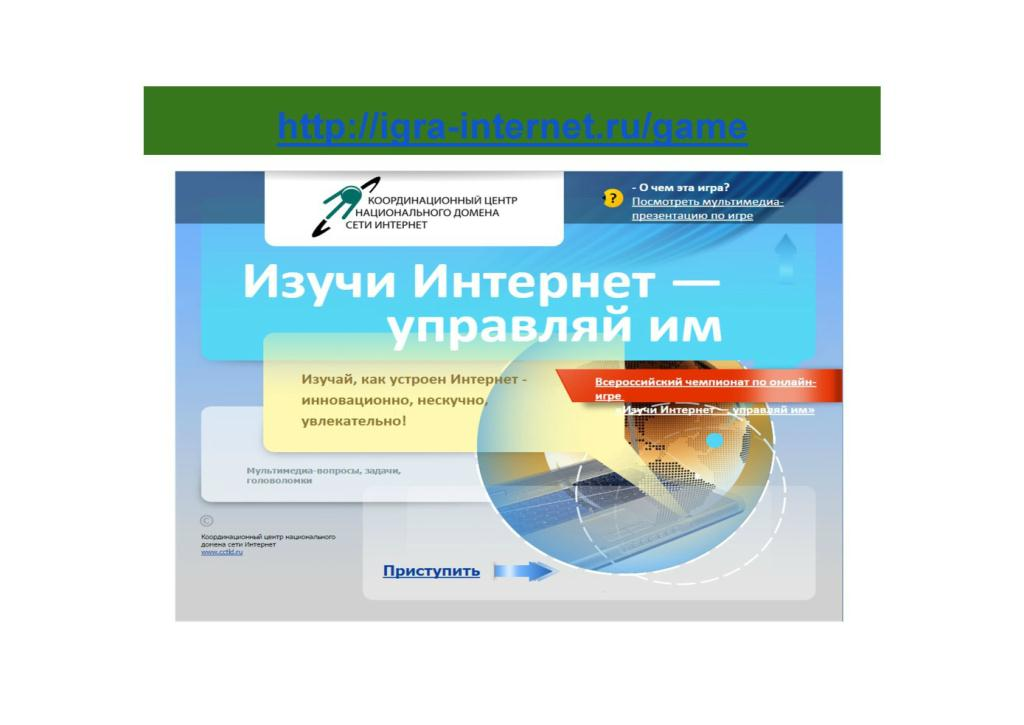 http://igra-internet.ru/game
КООРДИНАЦИОННЫЙ ЦЕНТР
НАЦИОНАЛЬНОГО ДОМЕНА
СЕТИ ИНТЕРНЕТ
?
- О чем эта игра?
Посмотреть мультимедиа-
презентацию по игре
Изучи Интернет —
управляй им
Изучай, как устроен Интернет -
инновационно, нескучно,
увлекательно!
Всероссийский чемпионат по онлайн-
игре
«Изучи Интернет — управляй им»
Мультимедиа-вопросы, задачи,
головоломки
©
Координационный центр национального
домена сети Интернет
www.cctld.ru
Приступить